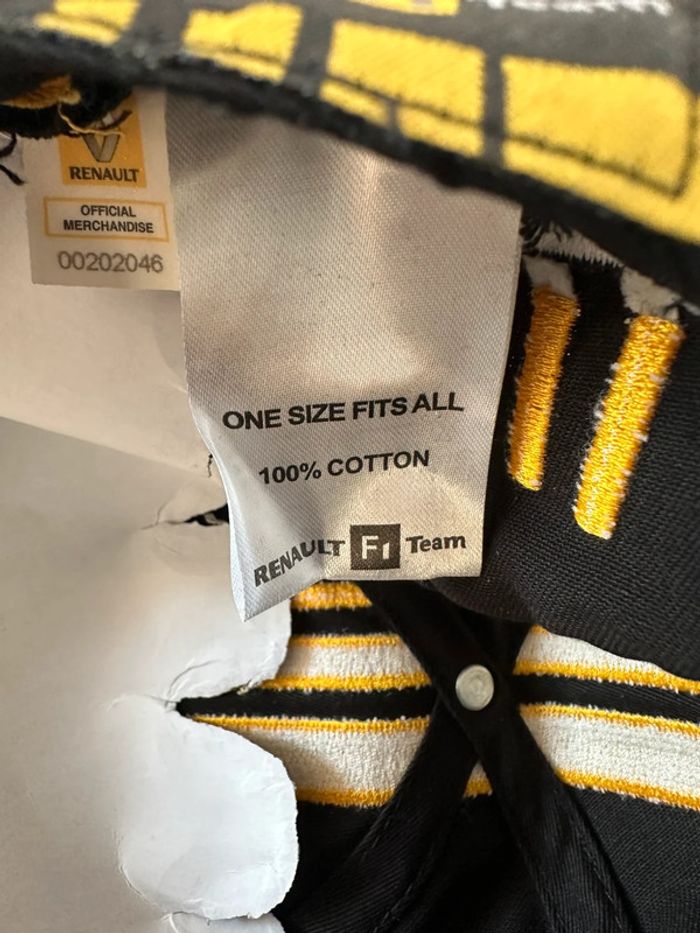 RENAULT
OFFICIAL
MERCHANDISE
00202046
ONE SIZE FITS ALL
100% COTTON
RENAULT F1 Team